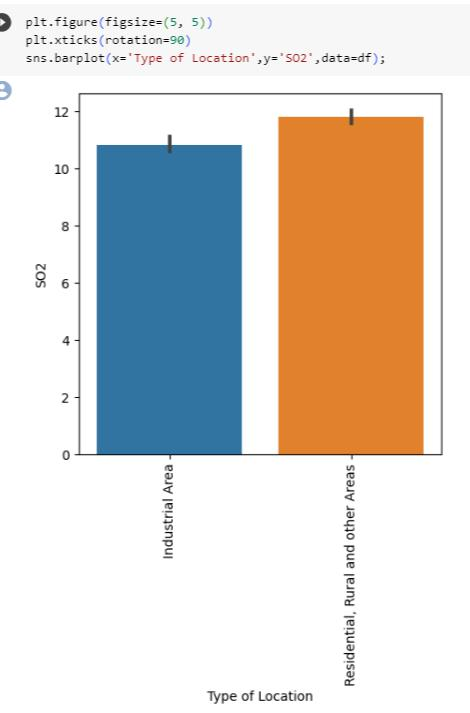 plt.figure(figsize=(5, 5))
plt.xticks(rotation=90)
sns.barplot(x='Type of Location',y='SO2',data=df);
12
10
8
6
4
2
0
SO2
Industrial Area
Residential, Rural and other Areas
Type of Location